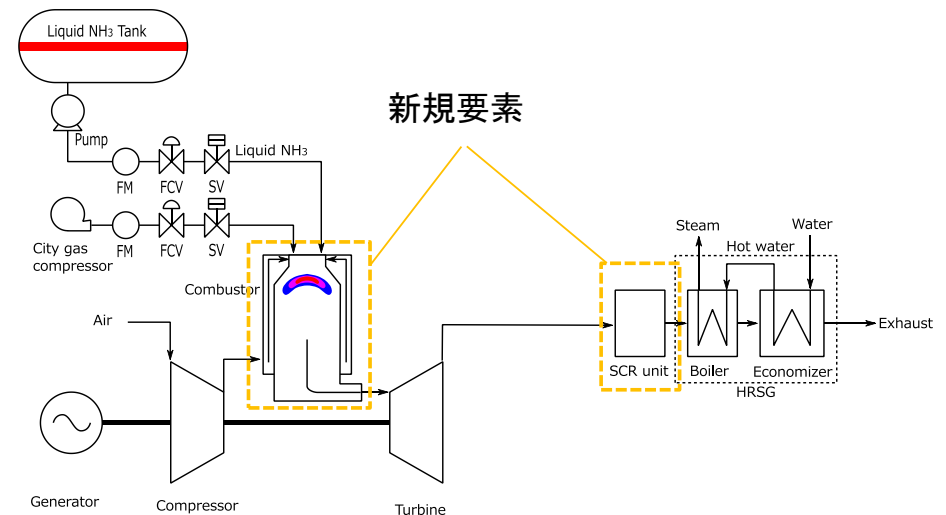 Liquid NH₃ Tank
新規要素
Pump
Liquid NH₃
FM
FCV
SV
City gas
compressor
FM
FCV
SV
Combustor
Air
Steam
Water
Hot water
Exhaust
SCR unit
Boiler
Economizer
HRSG
Generator
Compressor
Turbine